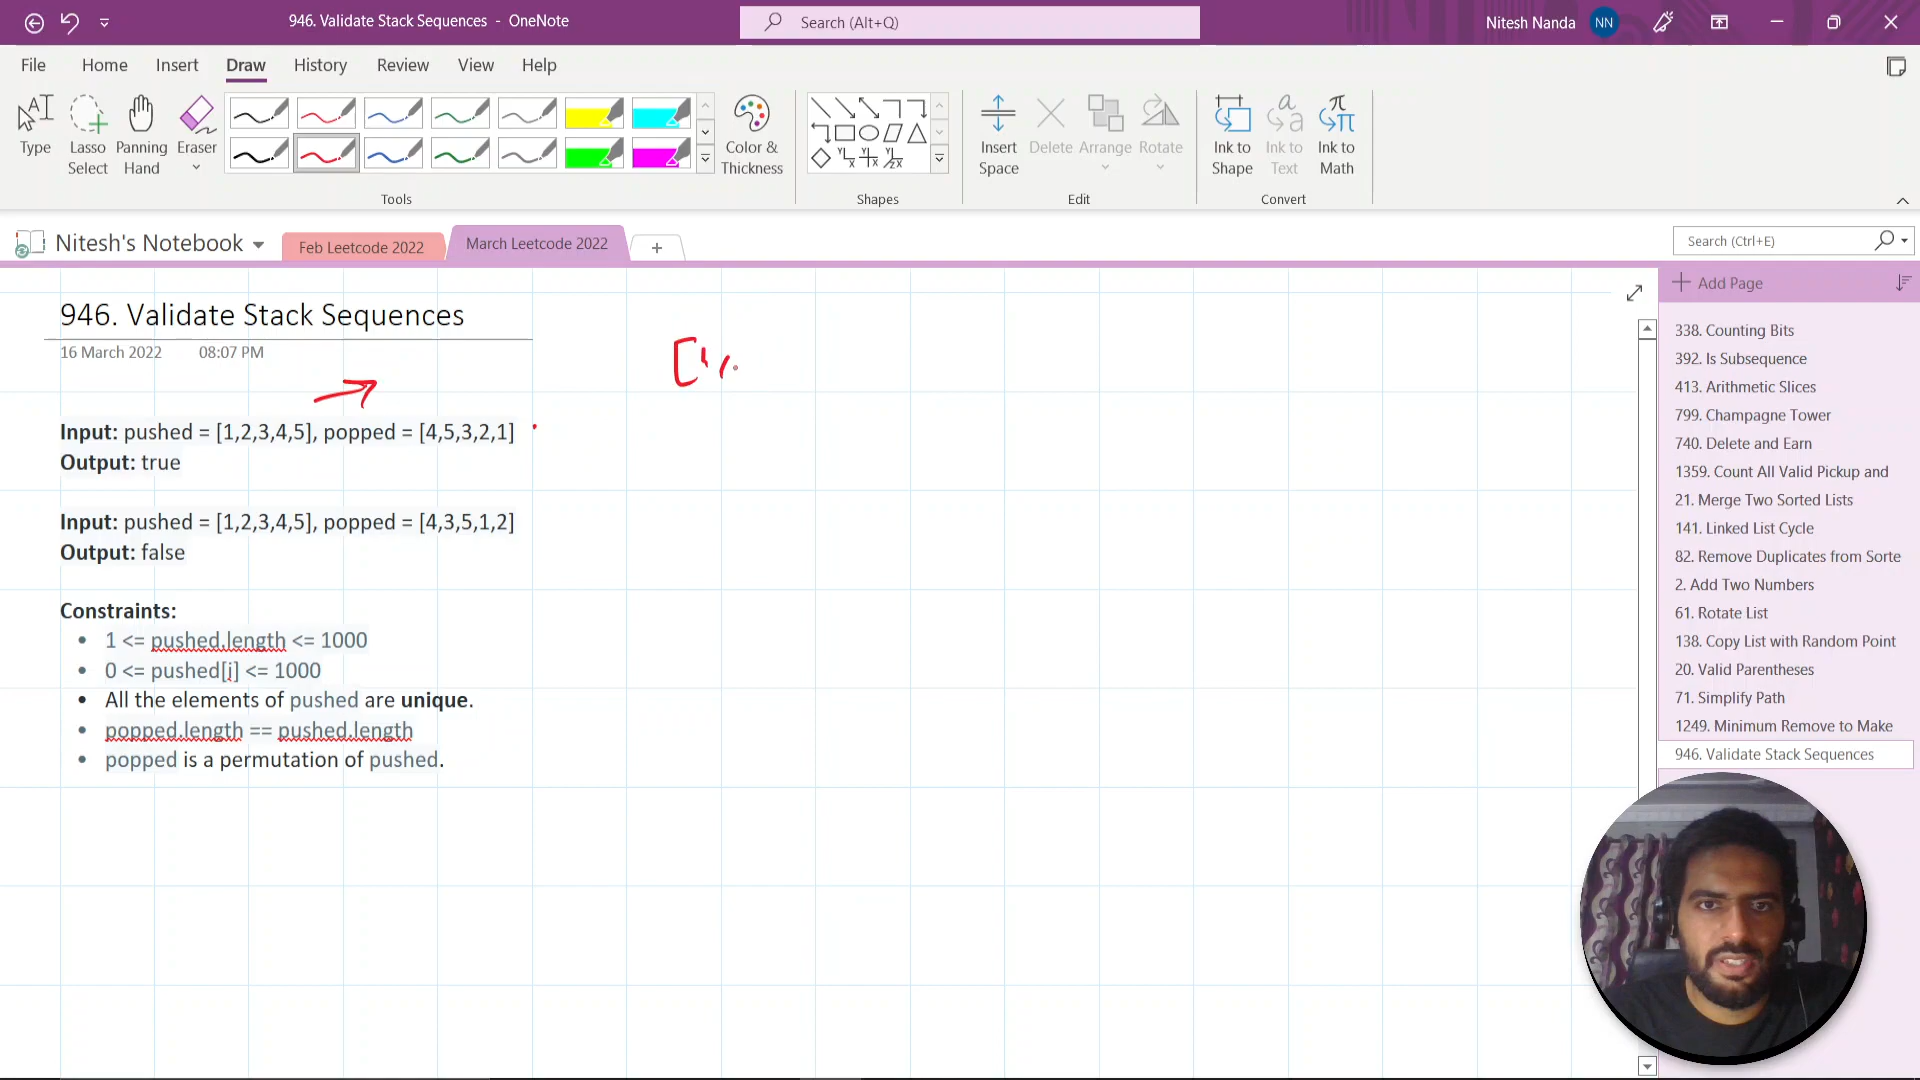 946. Validate Stack Sequences - OneNote
Search (Alt+Q)
Nitesh Nanda NN
File Home Insert Draw History Review View Help
Type
Lasso Select
Panning Hand
Eraser
Color & Thickness
Insert Space
Delete
Arrange
Rotate
Ink to Shape
Ink to Text
Ink to Math
Tools Shapes Edit Convert
Nitesh's Notebook
Feb Leetcode 2022
March Leetcode 2022
Search (Ctrl+E)
Add Page
946. Validate Stack Sequences
16 March 2022 08:07 PM
Input: pushed = [1,2,3,4,5], popped = [4,5,3,2,1]
Output: true
Input: pushed = [1,2,3,4,5], popped = [4,3,5,1,2]
Output: false
Constraints:
• 1 <= pushed.length <= 1000
• 0 <= pushed[i] <= 1000
• All the elements of pushed are unique.
• popped.length == pushed.length
• popped is a permutation of pushed.
338. Counting Bits
392. Is Subsequence
413. Arithmetic Slices
799. Champagne Tower
740. Delete and Earn
1359. Count All Valid Pickup and
21. Merge Two Sorted Lists
141. Linked List Cycle
82. Remove Duplicates from Sorte
2. Add Two Numbers
61. Rotate List
138. Copy List with Random Point
20. Valid Parentheses
71. Simplify Path
1249. Minimum Remove to Make
946. Validate Stack Sequences